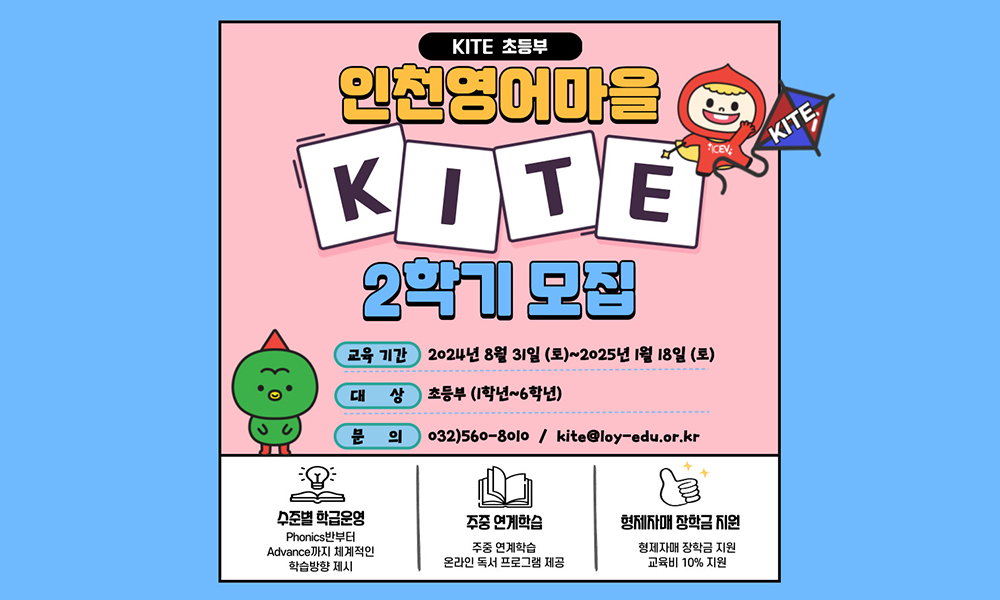 KITE 초등부
인천영어마을
KITE
ICEV
KITE
2학기 모집
교육 기간 2024년 8월 31일 (토)~2025년 1월 18일 (토)
대 상 초등부 (1학년~6학년)
문 의 032)560-8010 / kite@loy-edu.or.kr
수준별 학급운영
Phonics반부터
Advance까지 체계적인
학습방향 제시
주중 연계학습
주중 연계학습
온라인 독서 프로그램 제공
형제자매 장학금 지원
형제자매 장학금 지원
교육비 10% 지원